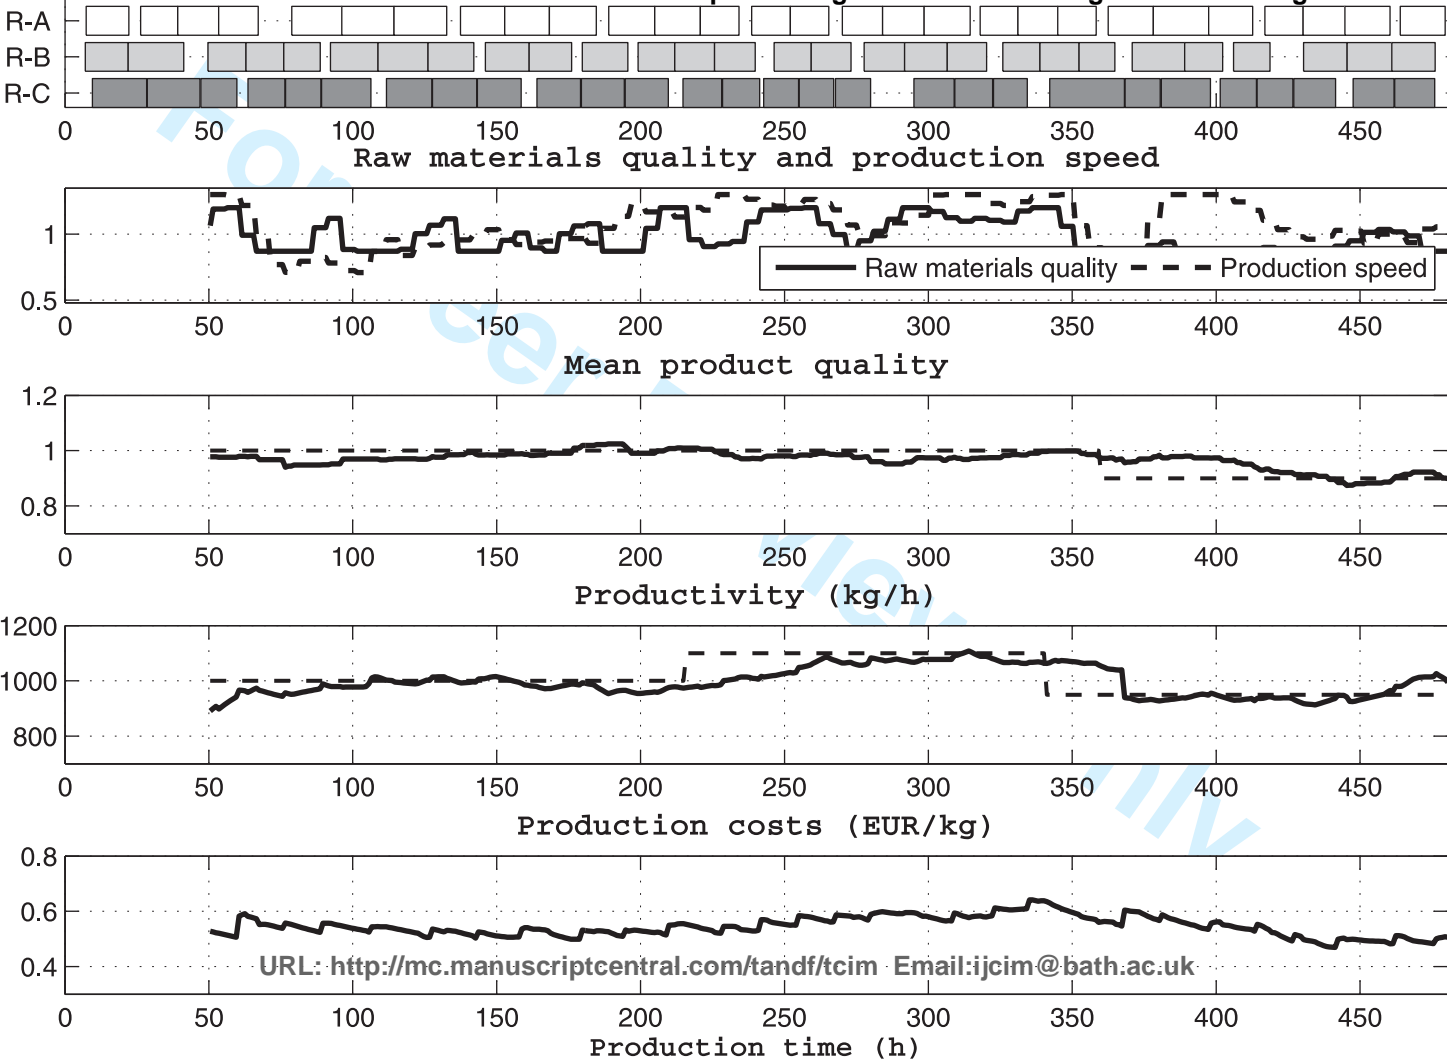 R-A
R-B
R-C
0 50 100 150 200 250 300 350 400 450
Raw materials quality and production speed
1
0.5
Raw materials quality Production speed
0 50 100 150 200 250 300 350 400 450
Mean product quality
1.2
1
0.8
0 50 100 150 200 250 300 350 400 450
Productivity (kg/h)
1200
1000
800
0 50 100 150 200 250 300 350 400 450
Production costs (EUR/kg)
0.8
0.6
0.4
URL: http://mc.manuscriptcentral.com/tandf/tcim Email:ijcim@bath.ac.uk
0 50 100 150 200 250 300 350 400 450
Production time (h)